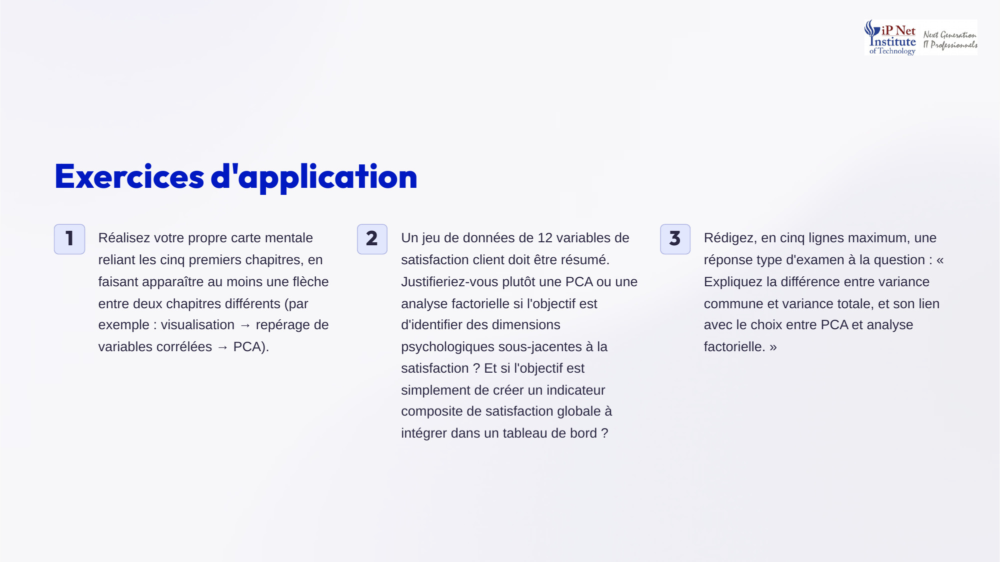 iP Net
Institute
of Technology
Next Generation
IT Professionnels
Exercices d'application
1
Réalisez votre propre carte mentale
reliant les cinq premiers chapitres, en
faisant apparaître au moins une flèche
entre deux chapitres différents (par
exemple : visualisation → repérage de
variables corrélées → PCA).
2
Un jeu de données de 12 variables de
satisfaction client doit être résumé.
Justifieriez-vous plutôt une PCA ou une
analyse factorielle si l'objectif est
d'identifier des dimensions
psychologiques sous-jacentes à la
satisfaction ? Et si l'objectif est
simplement de créer un indicateur
composite de satisfaction globale à
intégrer dans un tableau de bord ?
3
Rédigez, en cinq lignes maximum, une
réponse type d'examen à la question : «
Expliquez la différence entre variance
commune et variance totale, et son lien
avec le choix entre PCA et analyse
factorielle. »